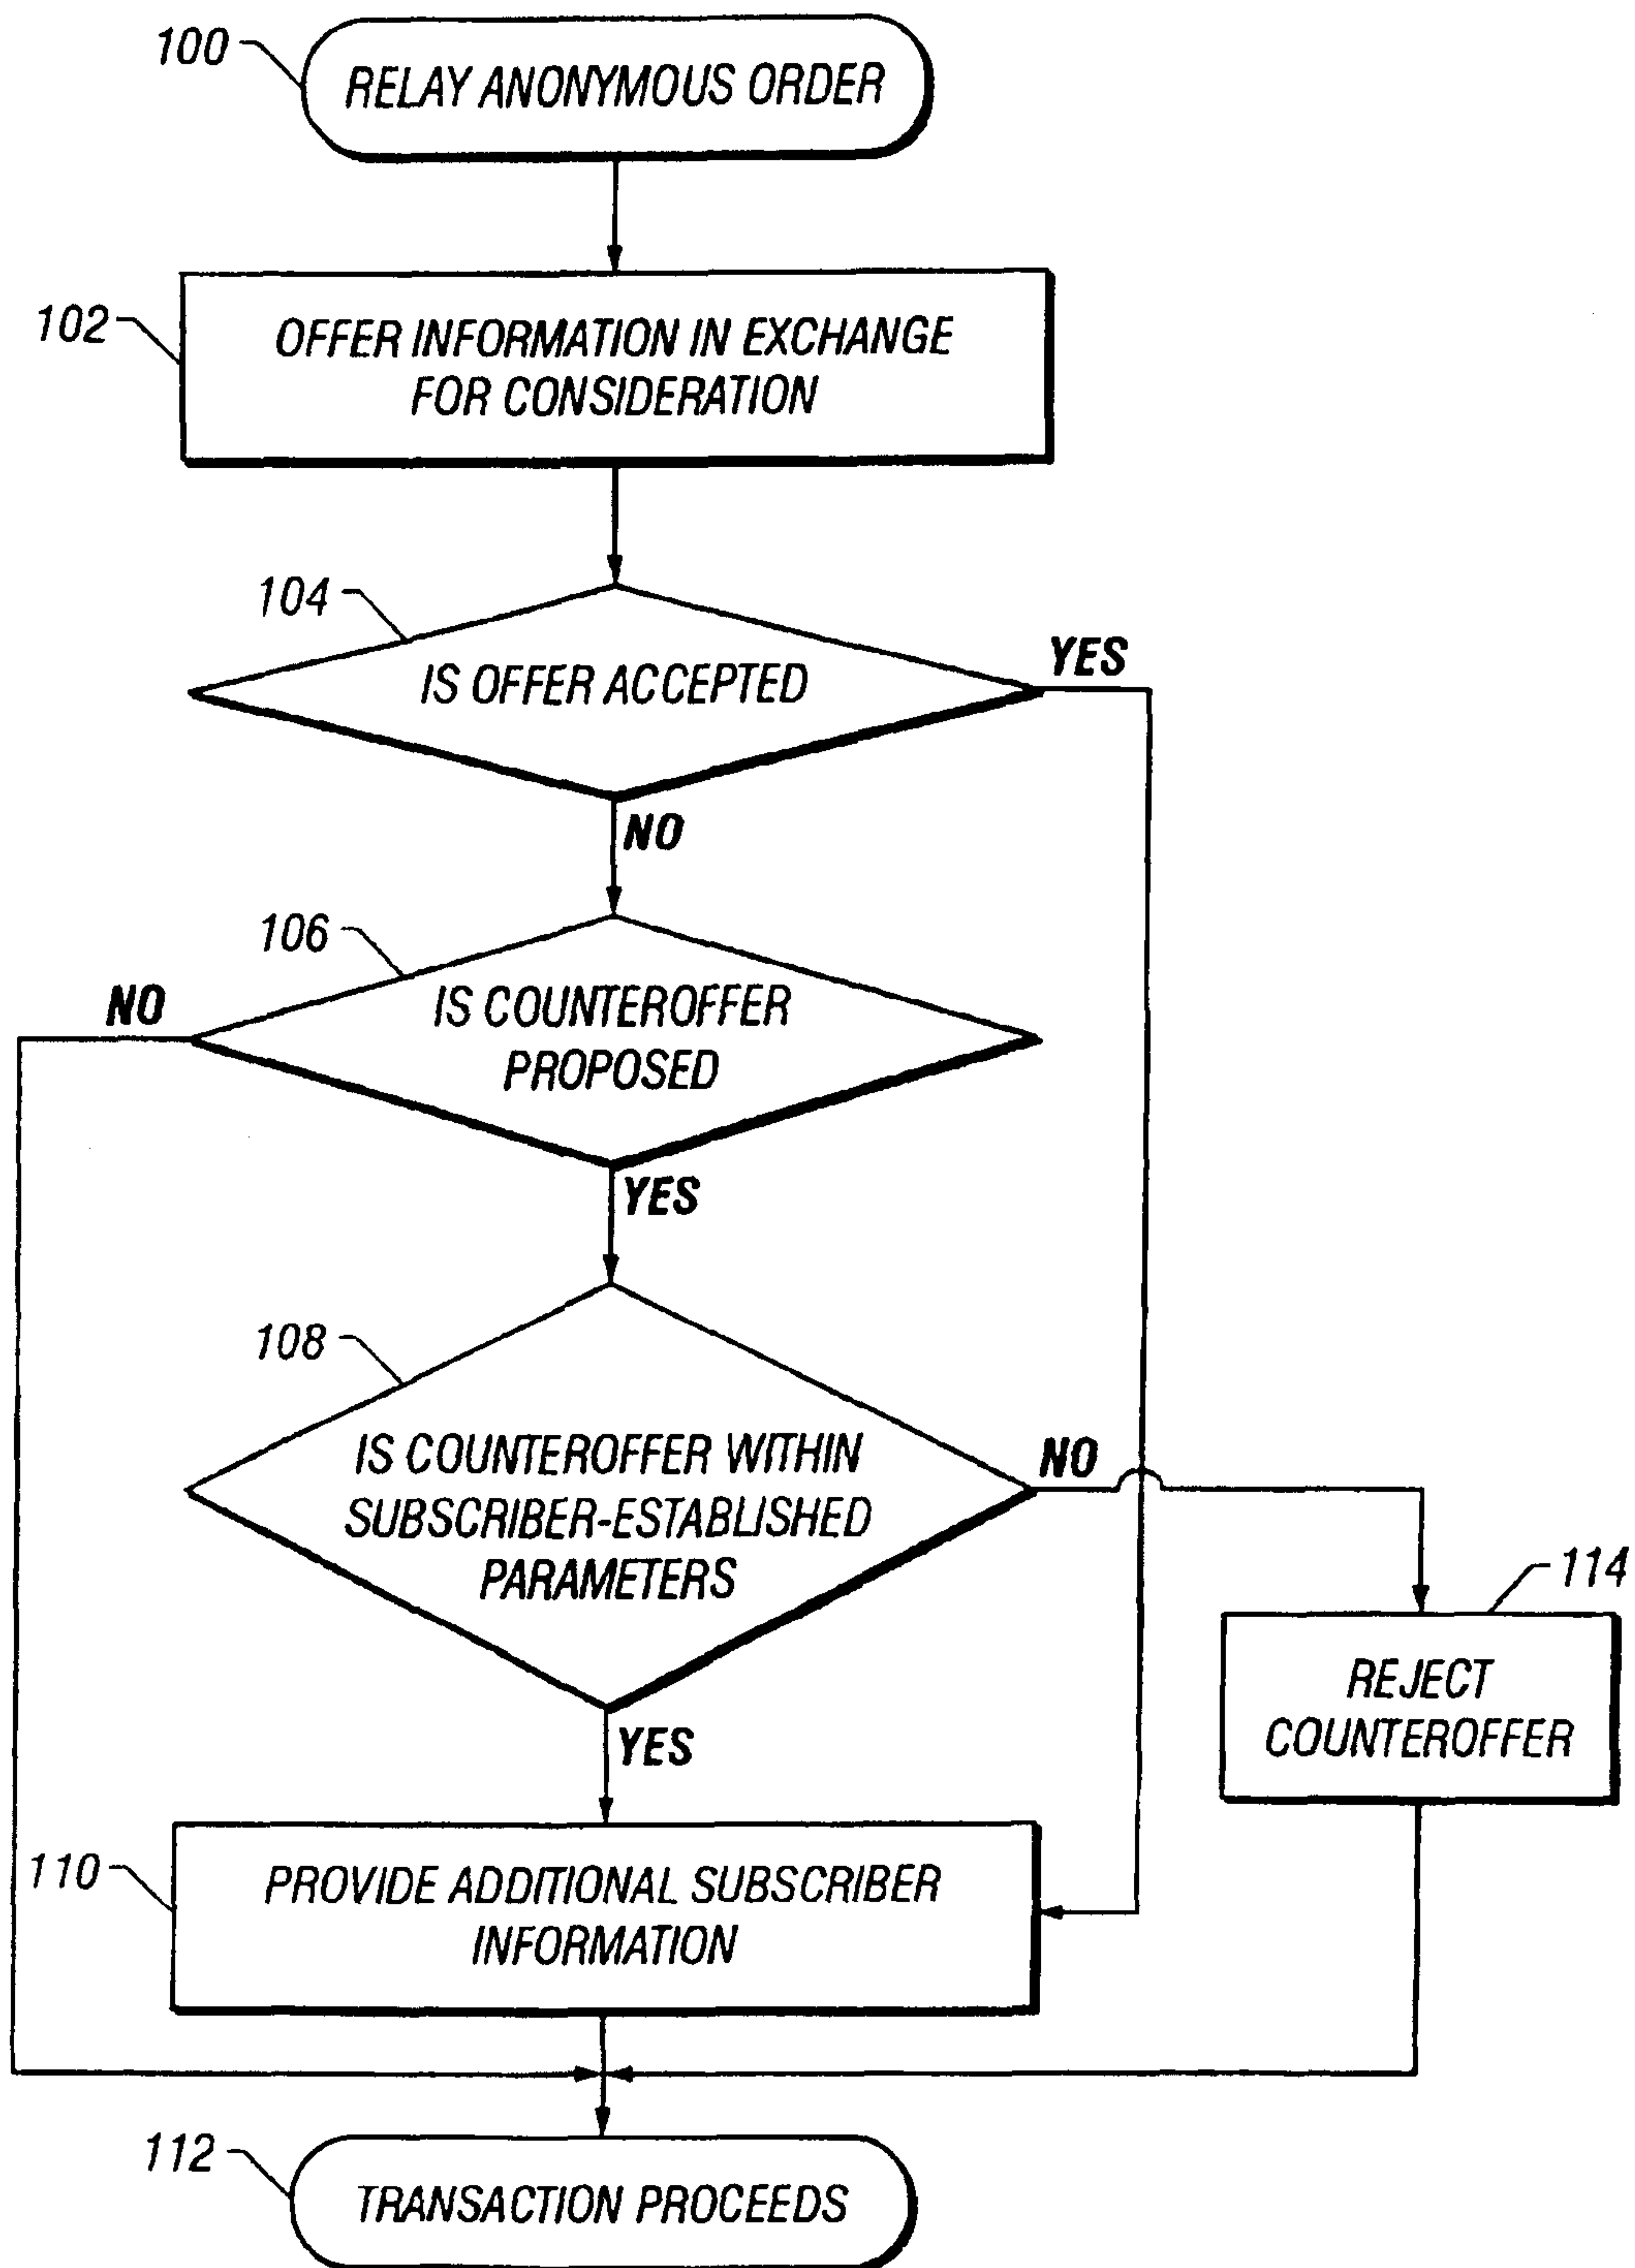 100
RELAY ANONYMOUS ORDER
102
OFFER INFORMATION IN EXCHANGE
FOR CONSIDERATION
104
IS OFFER ACCEPTED
YES
NO
106
NO
IS COUNTEROFFER
PROPOSED
YES
108
IS COUNTEROFFER WITHIN
SUBSCRIBER-ESTABLISHED
PARAMETERS
NO
114
REJECT
COUNTEROFFER
YES
110
PROVIDE ADDITIONAL SUBSCRIBER
INFORMATION
112
TRANSACTION PROCEEDS